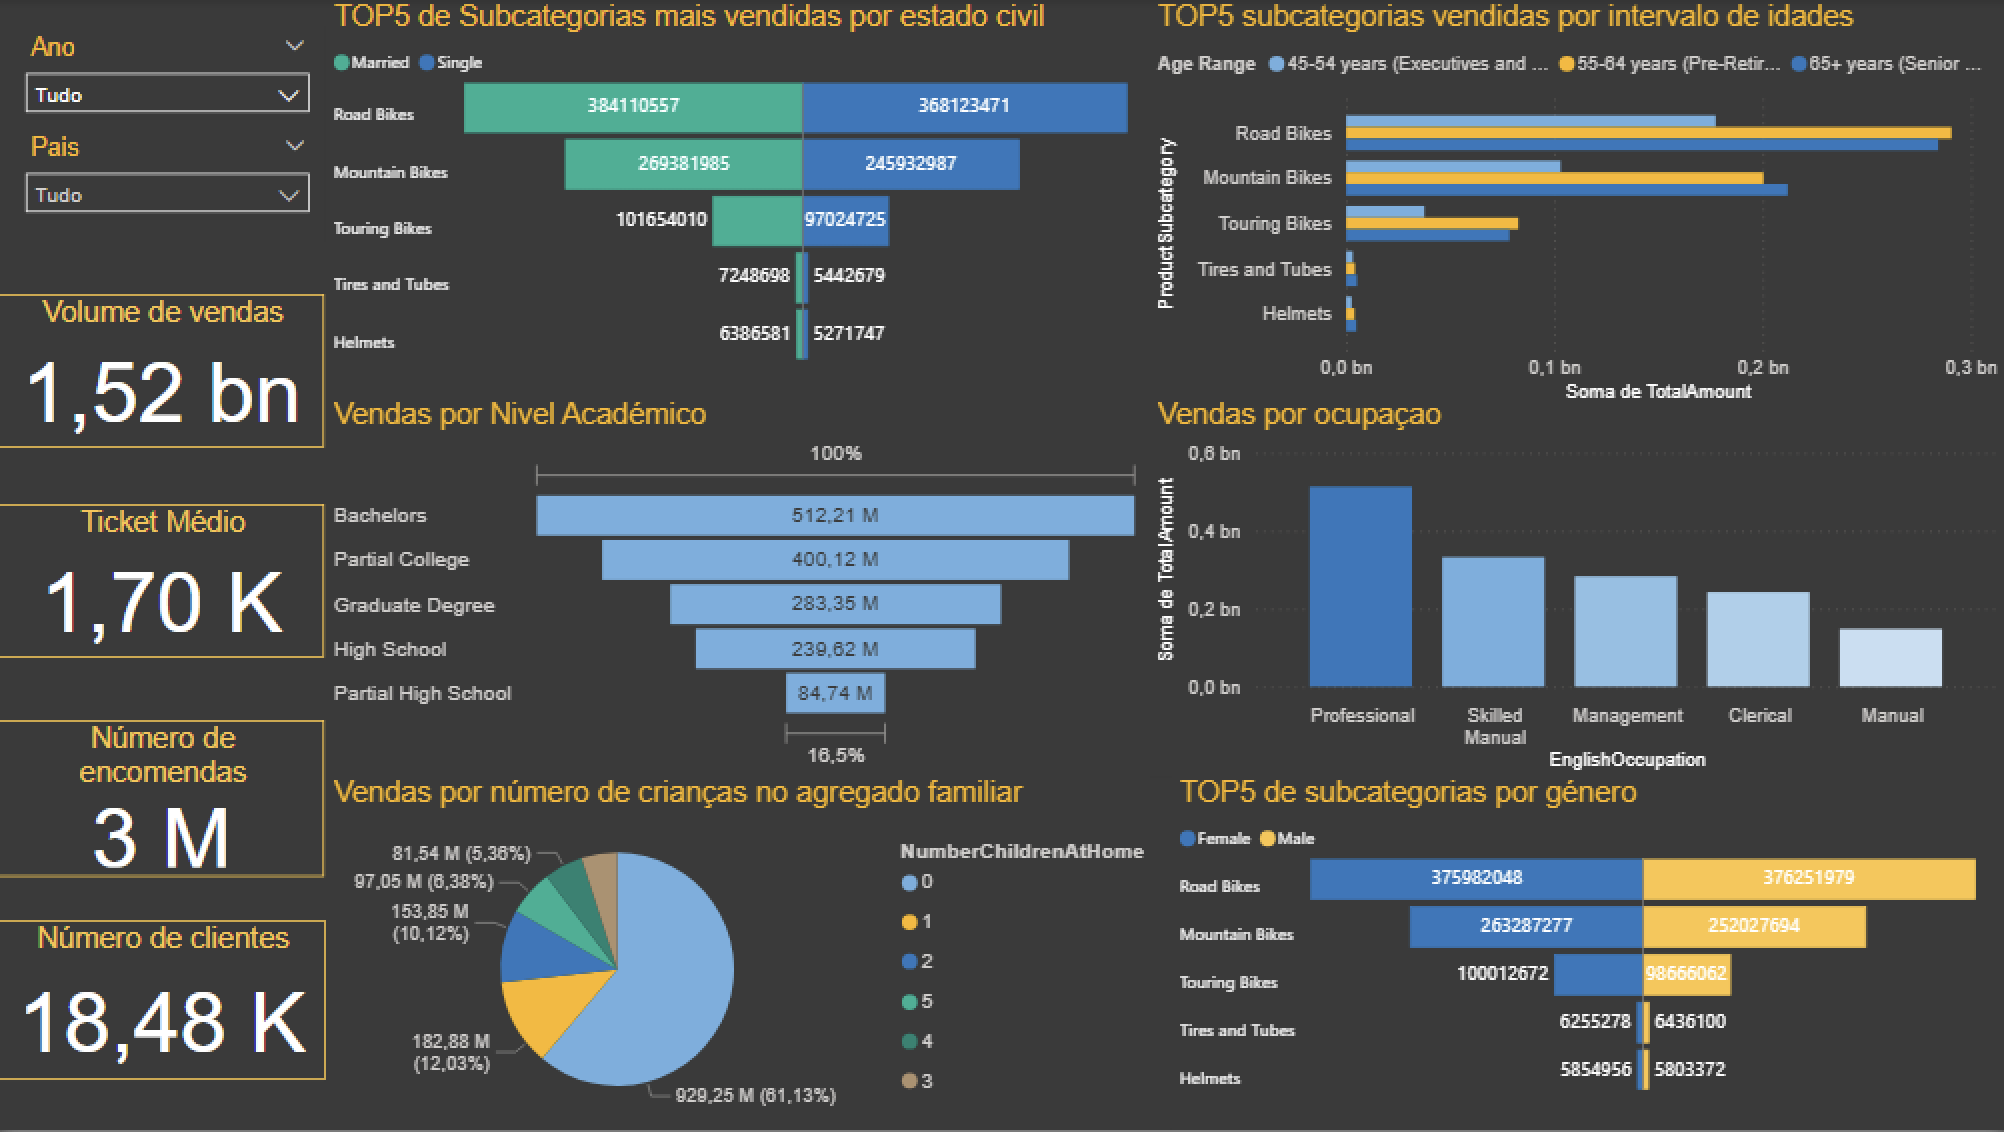 Ano
Tudo
Pais
Tudo
Volume de vendas
1,52 bn
Ticket Médio
1,70 K
Número de
encomendas
3 M
Número de clientes
18,48 K
TOP5 de Subcategorias mais vendidas por estado civil
Married Single
Road Bikes 384110557 368123471
Mountain Bikes 269381985 245932987
Touring Bikes 101654010 97024725
Tires and Tubes 7248698 5442679
Helmets 6386581 5271747
TOP5 subcategorias vendidas por intervalo de idades
Age Range 45-54 years (Executives and ... 55-64 years (Pre-Retir... 65+ years (Senior ...
ProductSubcategory
Road Bikes
Mountain Bikes
Touring Bikes
Tires and Tubes
Helmets
0,0 bn 0,1 bn 0,2 bn 0,3 bn
Soma de TotalAmount
Vendas por Nivel Académico
100%
Bachelors 512,21 M
Partial College 400,12 M
Graduate Degree 283,35 M
High School 239,62 M
Partial High School 84,74 M
16,5%
Vendas por ocupaçao
Soma de TotalAmount
0,6 bn
0,4 bn
0,2 bn
0,0 bn
Professional Skilled Manual Management Clerical Manual
EnglishOccupation
Vendas por número de crianças no agregado familiar
81,54 M (5,36%)
97,05 M (6,38%)
153,85 M
(10,12%)
182,88 M
(12,03%)
929,25 M (61,13%)
NumberChildrenAtHome
0
1
2
5
4
3
TOP5 de subcategorias por género
Female Male
Road Bikes 375982048 376251979
Mountain Bikes 263287277 252027694
Touring Bikes 100012672 98666062
Tires and Tubes 6255278 6436100
Helmets 5854956 5803372